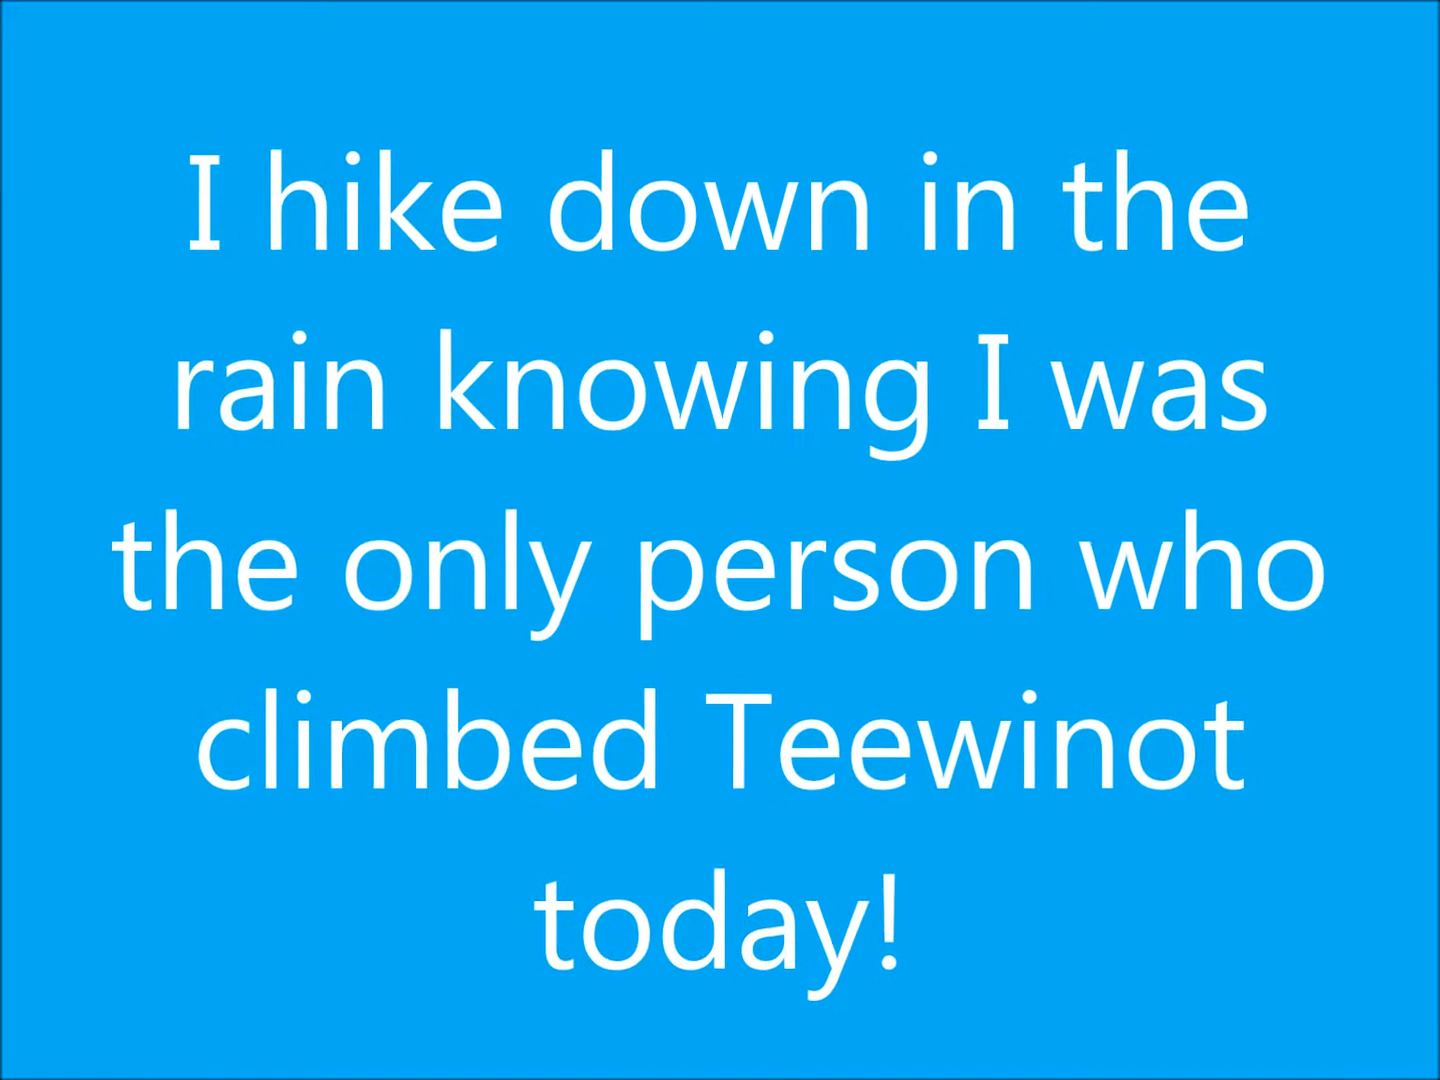 I hike down in the
rain knowing I was
the only person who
climbed Teewinot
today!